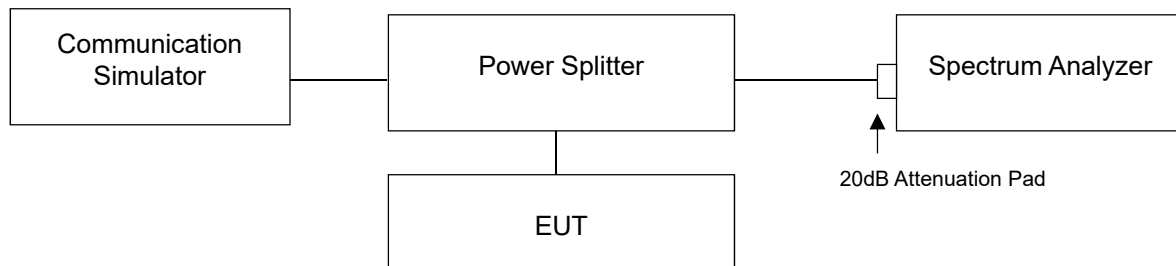 Communication
Simulator
Power Splitter
Spectrum Analyzer
20dB Attenuation Pad
EUT